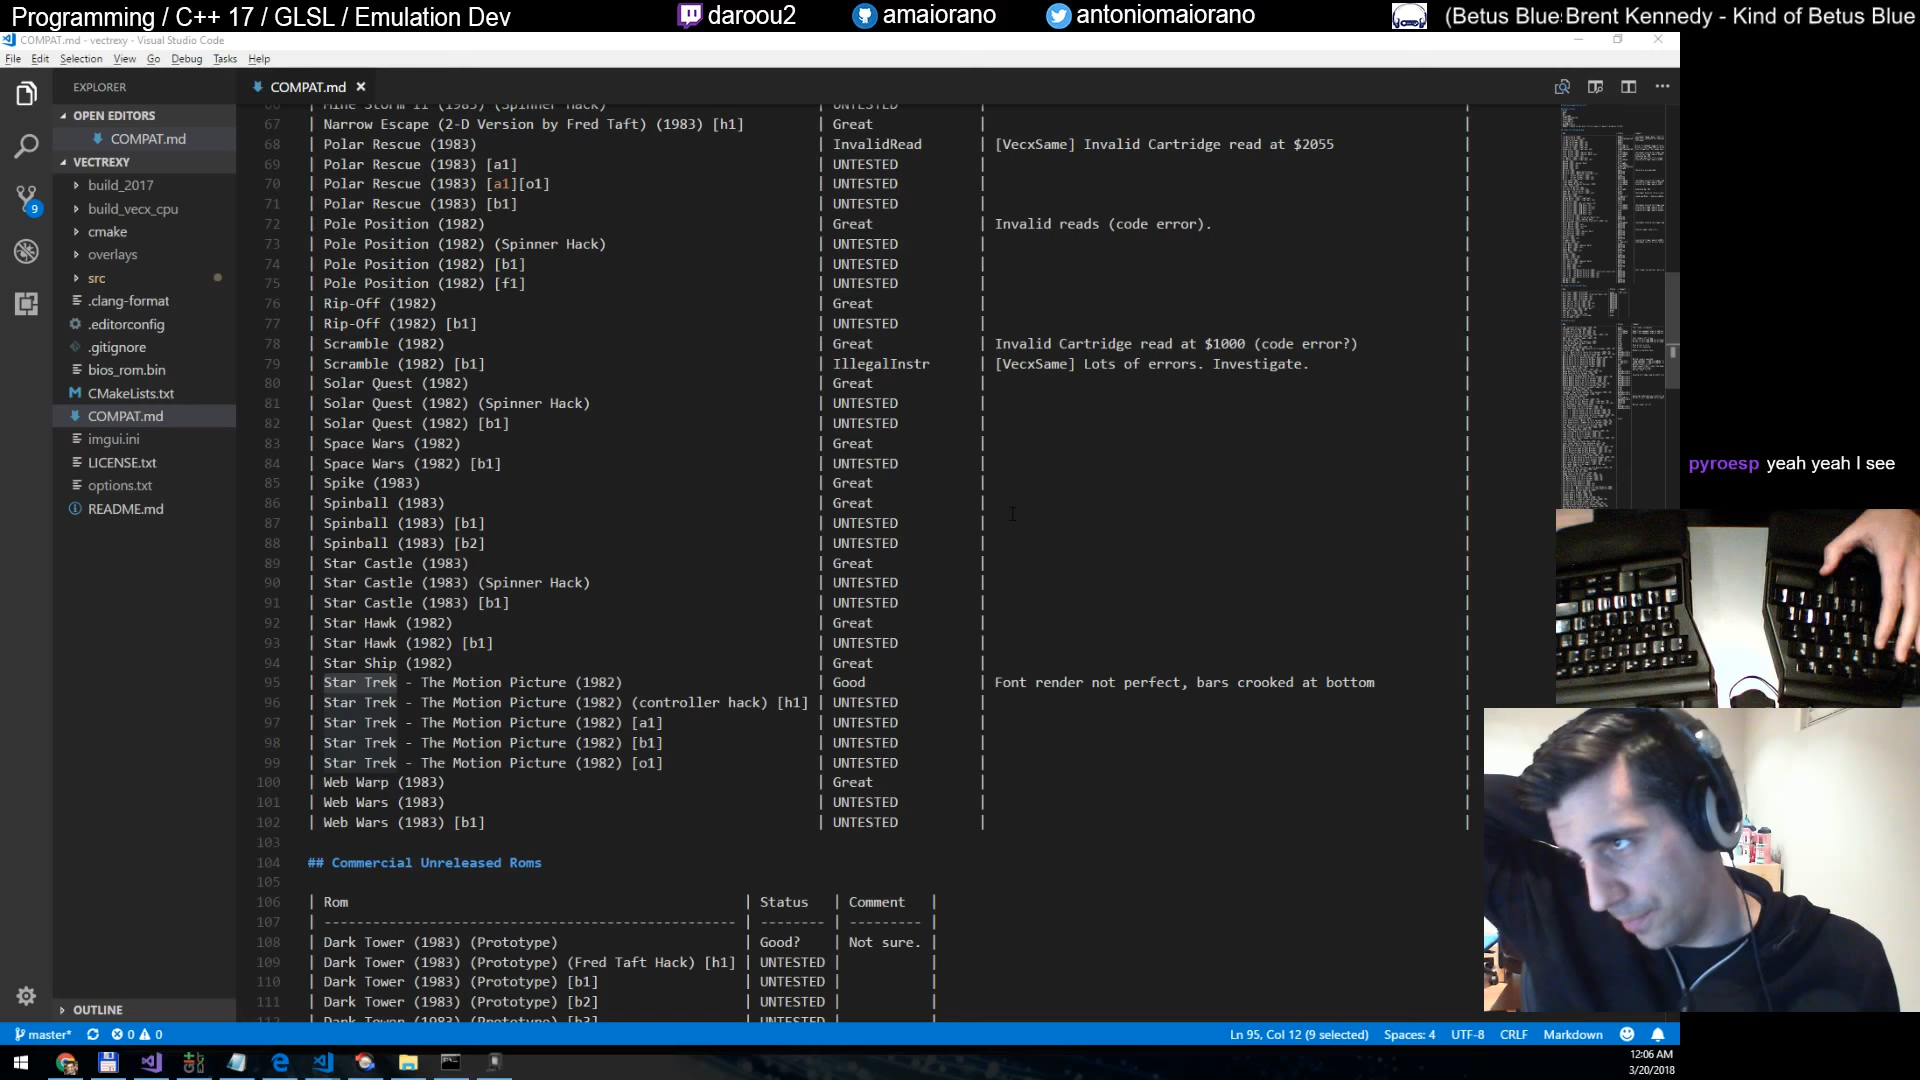 Programming / C++ 17 / GLSL / Emulation Dev
daroou2
amaiorano
antoniomaiorano
(Betus Blue:Brent Kennedy - Kind of Betus Blue
COMPAT.md - vectrexy - Visual Studio Code
File Edit Selection View Go Debug Tasks Help
EXPLORER
OPEN EDITORS
COMPAT.md
VECTREXY
build_2017
build_vecx_cpu
cmake
overlays
src
.clang-format
.editorconfig
.gitignore
bios_rom.bin
CMakeLists.txt
COMPAT.md
imgui.ini
LICENSE.txt
options.txt
README.md
OUTLINE
9
COMPAT.md
66 | Mine Storm II (1983) (Spinner Hack) | UNTESTED | |
67 | Narrow Escape (2-D Version by Fred Taft) (1983) [h1] | Great | |
68 | Polar Rescue (1983) | InvalidRead | [VecxSame] Invalid Cartridge read at $2055 |
69 | Polar Rescue (1983) [a1] | UNTESTED | |
70 | Polar Rescue (1983) [a1][o1] | UNTESTED | |
71 | Polar Rescue (1983) [b1] | UNTESTED | |
72 | Pole Position (1982) | Great | Invalid reads (code error). |
73 | Pole Position (1982) (Spinner Hack) | UNTESTED | |
74 | Pole Position (1982) [b1] | UNTESTED | |
75 | Pole Position (1982) [f1] | UNTESTED | |
76 | Rip-Off (1982) | Great | |
77 | Rip-Off (1982) [b1] | UNTESTED | |
78 | Scramble (1982) | Great | Invalid Cartridge read at $1000 (code error?) |
79 | Scramble (1982) [b1] | IllegalInstr | [VecxSame] Lots of errors. Investigate. |
80 | Solar Quest (1982) | Great | |
81 | Solar Quest (1982) (Spinner Hack) | UNTESTED | |
82 | Solar Quest (1982) [b1] | UNTESTED | |
83 | Space Wars (1982) | Great | |
84 | Space Wars (1982) [b1] | UNTESTED | |
85 | Spike (1983) | Great | |
86 | Spinball (1983) | Great | |
87 | Spinball (1983) [b1] | UNTESTED | |
88 | Spinball (1983) [b2] | UNTESTED | |
89 | Star Castle (1983) | Great | |
90 | Star Castle (1983) (Spinner Hack) | UNTESTED | |
91 | Star Castle (1983) [b1] | UNTESTED | |
92 | Star Hawk (1982) | Great | |
93 | Star Hawk (1982) [b1] | UNTESTED | |
94 | Star Ship (1982) | Great | |
95 | Star Trek - The Motion Picture (1982) | Good | Font render not perfect, bars crooked at bottom |
96 | Star Trek - The Motion Picture (1982) (controller hack) [h1] | UNTESTED | |
97 | Star Trek - The Motion Picture (1982) [a1] | UNTESTED | |
98 | Star Trek - The Motion Picture (1982) [b1] | UNTESTED | |
99 | Star Trek - The Motion Picture (1982) [o1] | UNTESTED | |
100 | Web Warp (1983) | Great | |
101 | Web Wars (1983) | UNTESTED | |
102 | Web Wars (1983) [b1] | UNTESTED | |
103
104 ## Commercial Unreleased Roms
105
106 | Rom | Status | Comment |
107 | --------------------------------------------------- | -------- | --------- |
108 | Dark Tower (1983) (Prototype) | Good? | Not sure. |
109 | Dark Tower (1983) (Prototype) (Fred Taft Hack) [h1] | UNTESTED | |
110 | Dark Tower (1983) (Prototype) [b1] | UNTESTED | |
111 | Dark Tower (1983) (Prototype) [b2] | UNTESTED | |
112 | Dark Tower (1983) (Prototype) [b3] | UNTESTED | |
pyroesp yeah yeah I see
master* 0 0
Ln 95, Col 12 (9 selected) Spaces: 4 UTF-8 CRLF Markdown
12:06 AM
3/20/2018